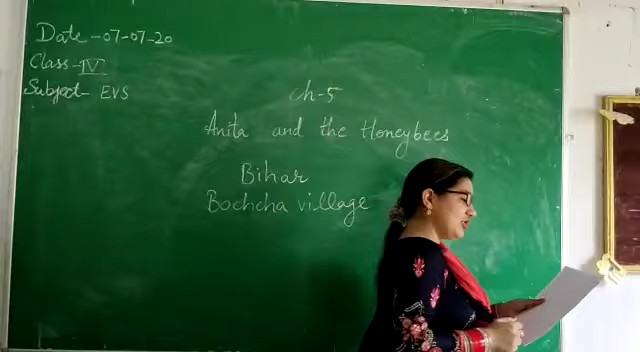 Date - 07-07-20
Class - IV
Subject - EVS
Ch-5
Anita and the Honeybees
Bihar
Bochcha village